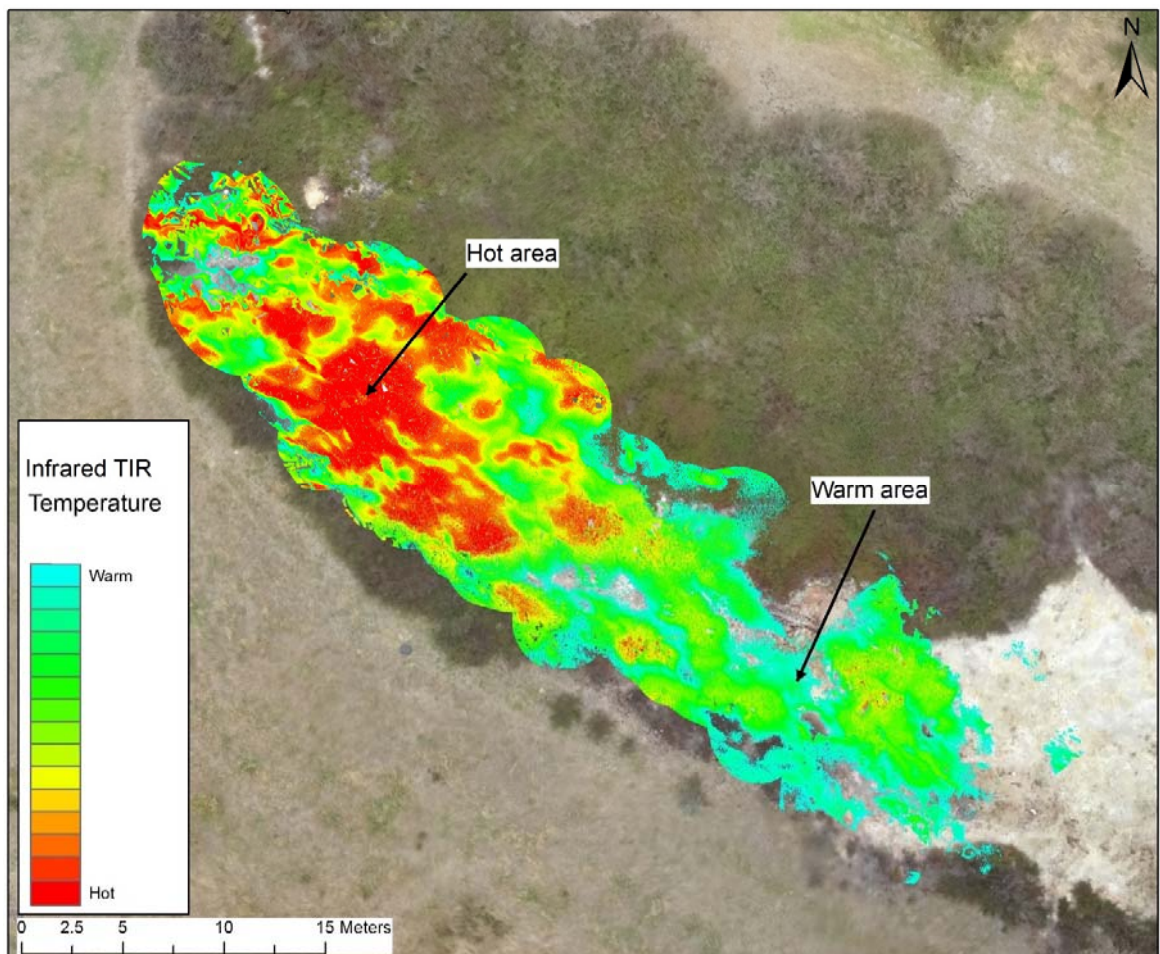 N
Hot area
Warm area
Infrared TIR
Temperature
Warm
Hot
0 2.5 5 10 15 Meters